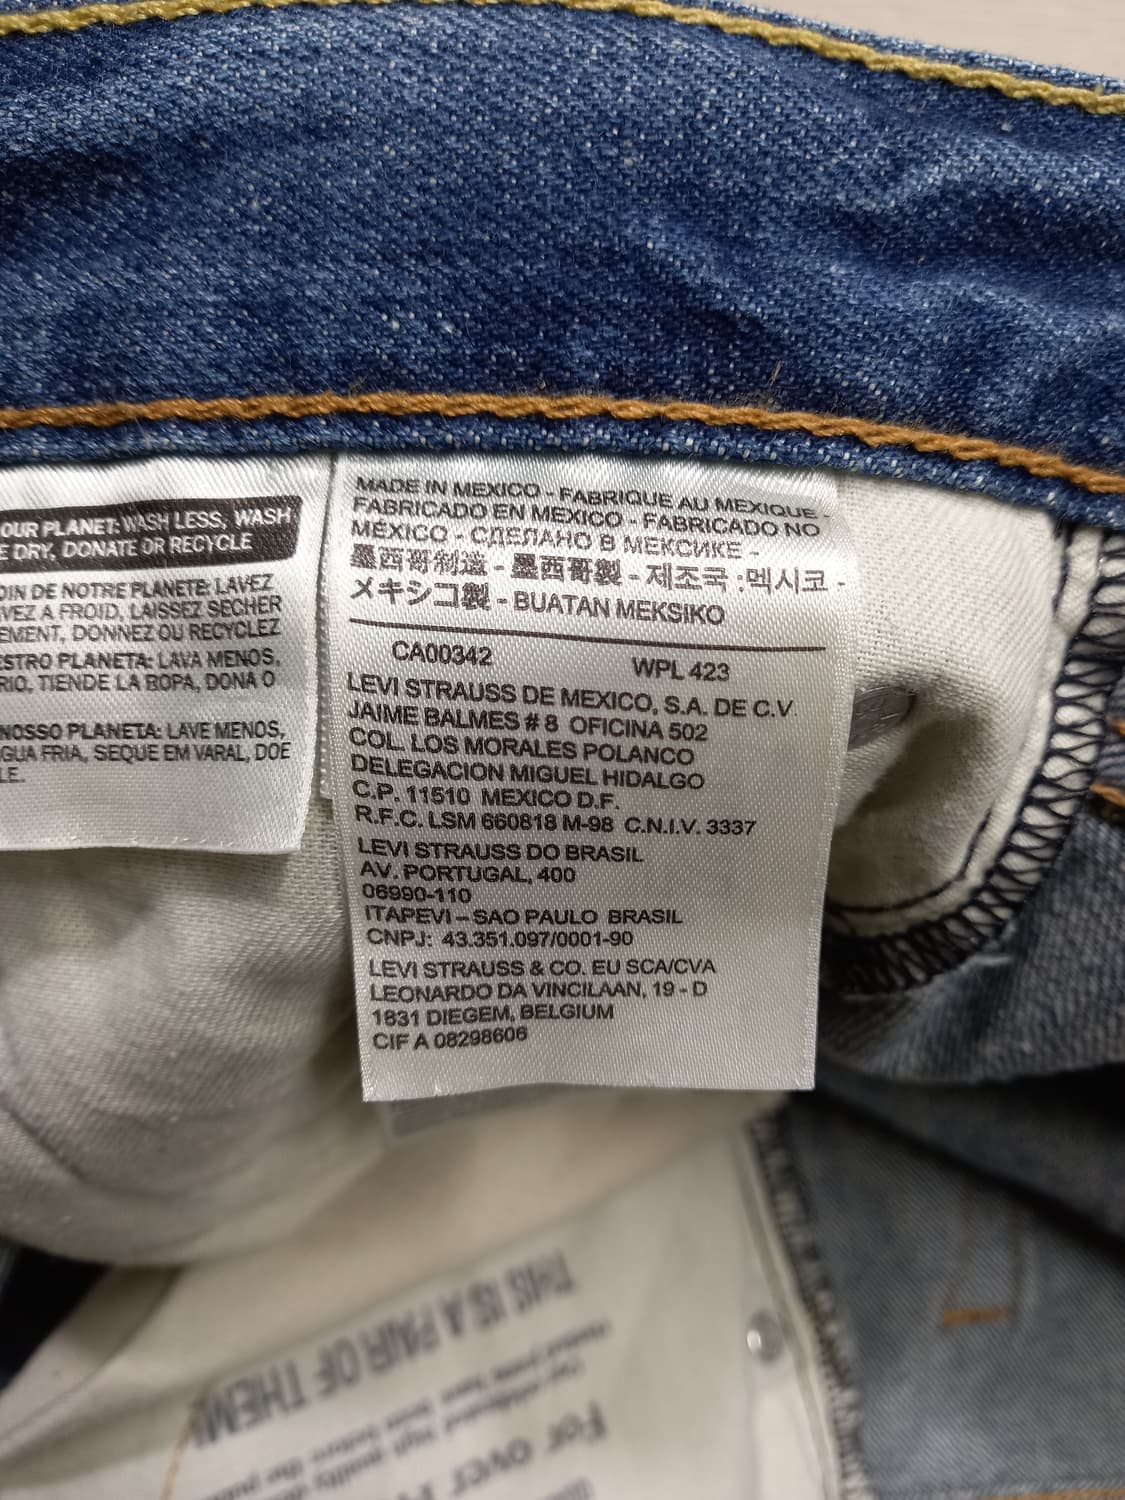 OUR PLANET: WASH LESS, WASH
E DRY, DONATE OR RECYCLE
DIN DE NOTRE PLANETE: LAVEZ
VEZ A FROID, LAISSEZ SECHER
EMENT, DONNEZ OU RECYCLEZ
ESTRO PLANETA: LAVA MENOS,
RIO, TIENDE LA ROPA, DONA O
NOSSO PLANETA: LAVE MENOS,
GUA FRIA, SEQUE EM VARAL, DOE
LE.
MADE IN MEXICO - FABRIQUE AU MEXIQUE -
FABRICADO EN MEXICO - FABRICADO NO
MÉXICO - СДЕЛАНО В МЕКСИКЕ -
墨西哥制造 - 墨西哥製 - 제조국 :멕시코 -
メキシコ製 - BUATAN MEKSIKO
CA00342 WPL 423
LEVI STRAUSS DE MEXICO, S.A. DE C.V.
JAIME BALMES # 8 OFICINA 502
COL. LOS MORALES POLANCO
DELEGACION MIGUEL HIDALGO
C.P. 11510 MEXICO D.F.
R.F.C. LSM 660818 M-98 C.N.I.V. 3337
LEVI STRAUSS DO BRASIL
AV. PORTUGAL, 400
06990-110
ITAPEVI - SAO PAULO BRASIL
CNPJ: 43.351.097/0001-90
LEVI STRAUSS & CO. EU SCA/CVA
LEONARDO DA VINCILAAN, 19 - D
1831 DIEGEM, BELGIUM
CIF A 08298606
THIS IS A PAIR OF THEM
For over